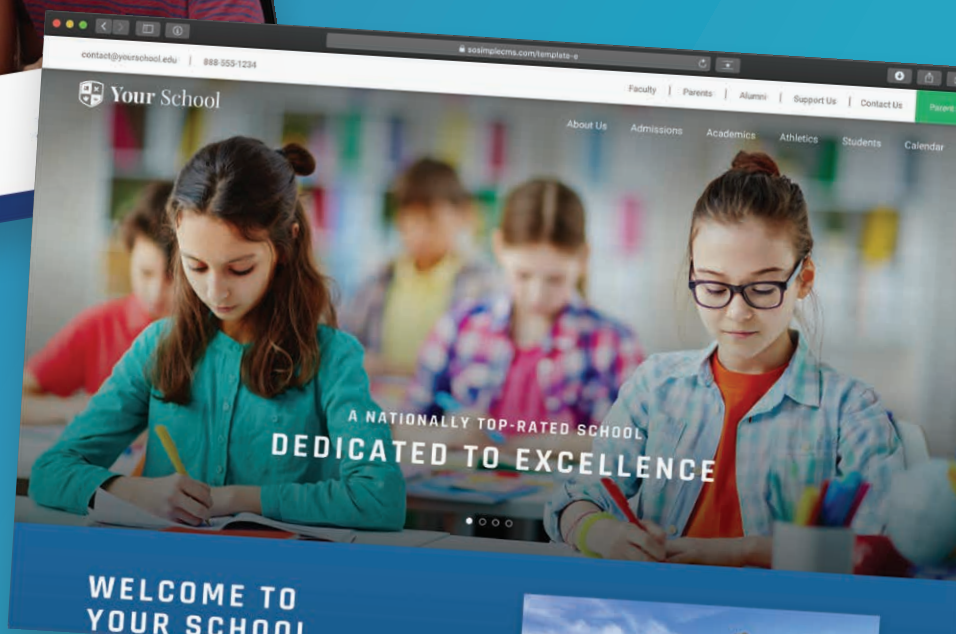 sosimplecms.com/template-s
contact@yourschool.edu | 888-555-1234
Faculty | Parents | Alumni | Support Us | Contact Us
Parent
Your School
About Us Admissions Academics Athletics Students Calendar
A NATIONALLY TOP-RATED SCHOOL
DEDICATED TO EXCELLENCE
WELCOME TO
YOUR SCHOOL